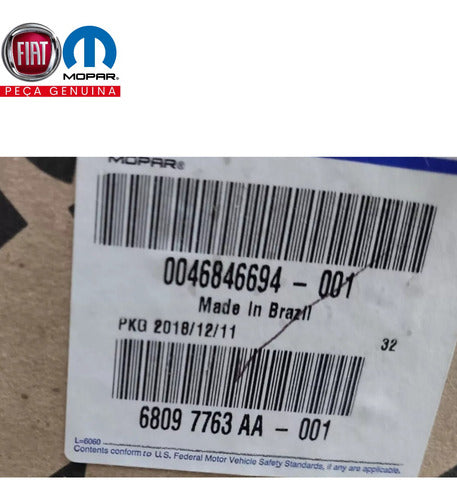 FIAT
MOPAR®
PEÇA GENUINA
MOPAR®
0046846694 - 001
Made In Brazil
PKG 2018/12/11
32
6809 7763 AA - 001
L=6060
Contents conform to U.S. Federal Motor Vehicle Safety Standards, if any are applicable.